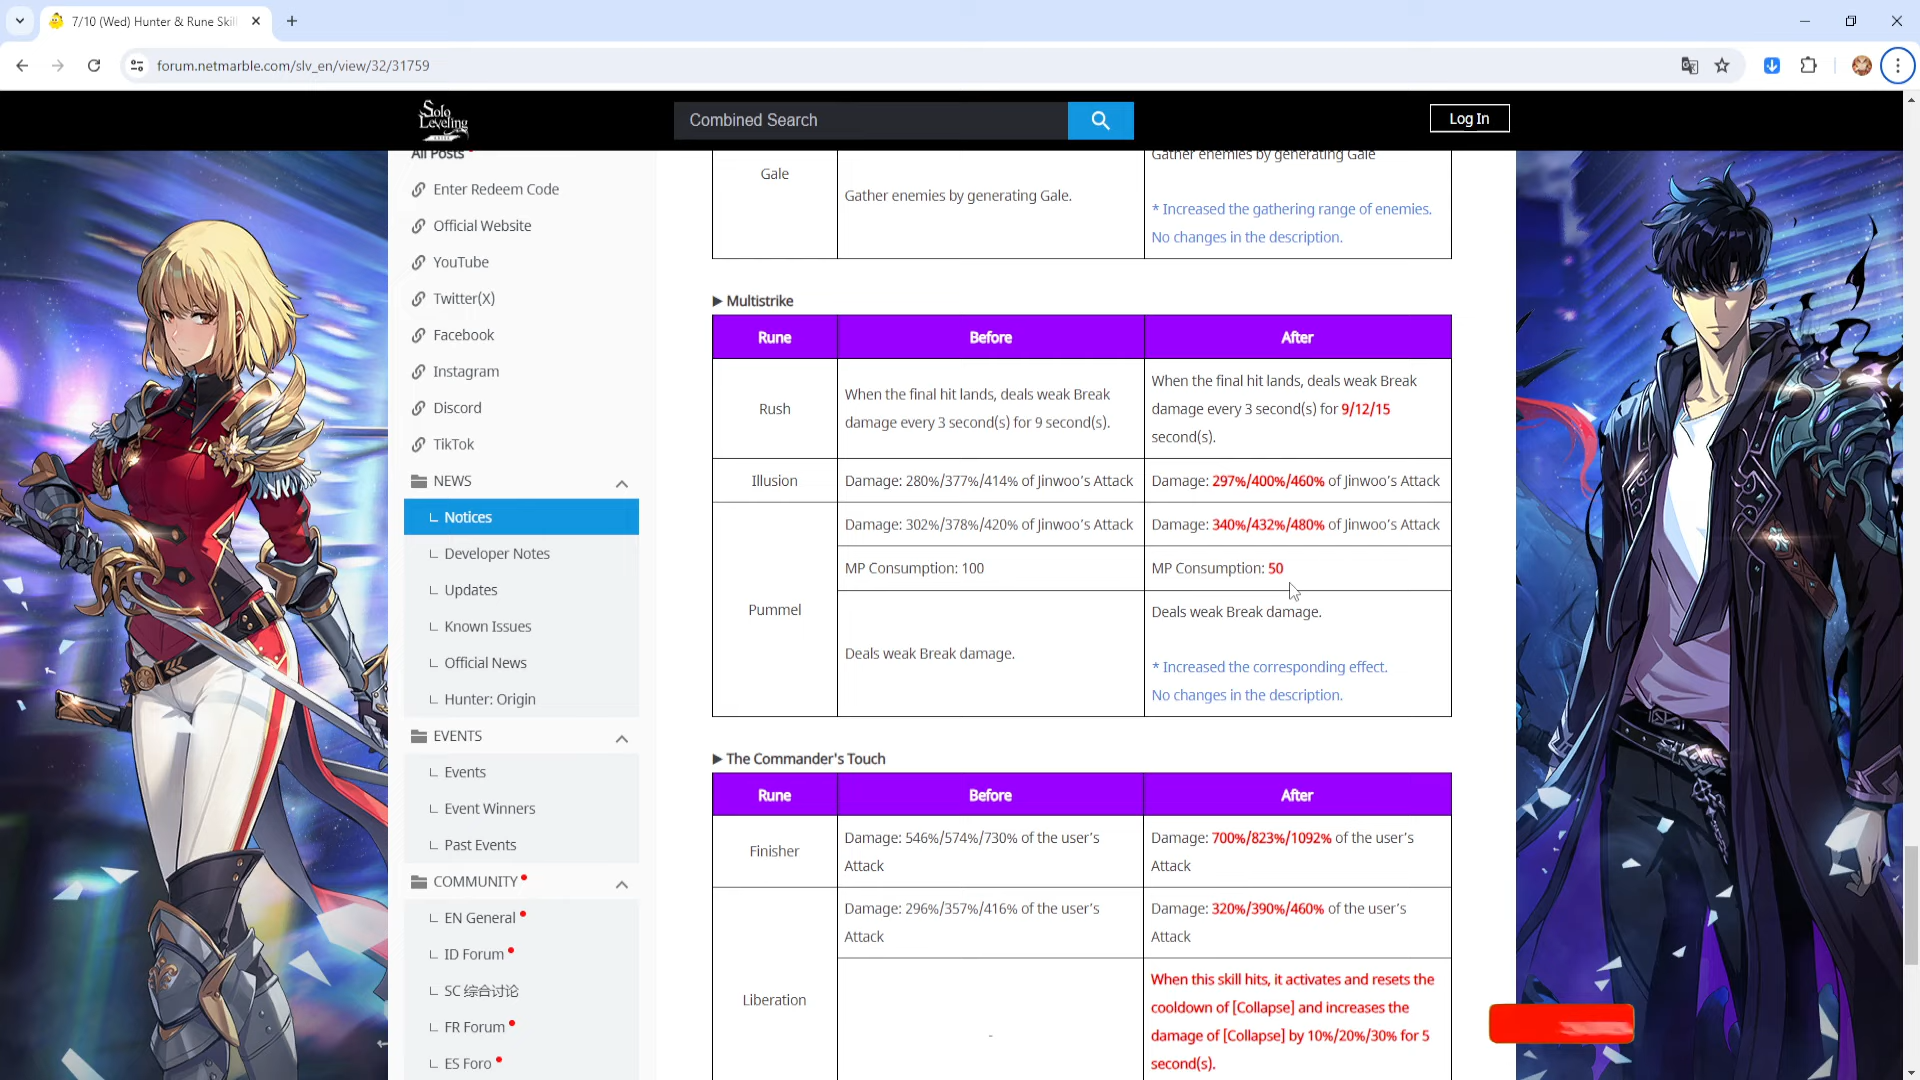 7/10 (Wed) Hunter & Rune Skil
forum.netmarble.com/slv_en/view/32/31759
Solo
Leveling
Combined Search
Log In
All Posts
Enter Redeem Code
Official Website
YouTube
Twitter(X)
Facebook
Instagram
Discord
TikTok
NEWS
Notices
Developer Notes
Updates
Known Issues
Official News
Hunter: Origin
EVENTS
Events
Event Winners
Past Events
COMMUNITY
EN General
ID Forum
SC 综合讨论
FR Forum
ES Foro
Gale
Gather enemies by generating Gale.
Gather enemies by generating Gale
* Increased the gathering range of enemies.
No changes in the description.
▶ Multistrike
Rune Before After
Rush
When the final hit lands, deals weak Break
damage every 3 second(s) for 9 second(s).
When the final hit lands, deals weak Break
damage every 3 second(s) for 9/12/15
second(s).
Illusion
Damage: 280%/377%/414% of Jinwoo's Attack
Damage: 297%/400%/460% of Jinwoo's Attack
Pummel
Damage: 302%/378%/420% of Jinwoo's Attack
Damage: 340%/432%/480% of Jinwoo's Attack
MP Consumption: 100
MP Consumption: 50
Deals weak Break damage.
Deals weak Break damage.
* Increased the corresponding effect.
No changes in the description.
▶ The Commander's Touch
Rune Before After
Finisher
Damage: 546%/574%/730% of the user's
Attack
Damage: 700%/823%/1092% of the user's
Attack
Liberation
Damage: 296%/357%/416% of the user's
Attack
Damage: 320%/390%/460% of the user's
Attack
-
When this skill hits, it activates and resets the
cooldown of [Collapse] and increases the
damage of [Collapse] by 10%/20%/30% for 5
second(s).